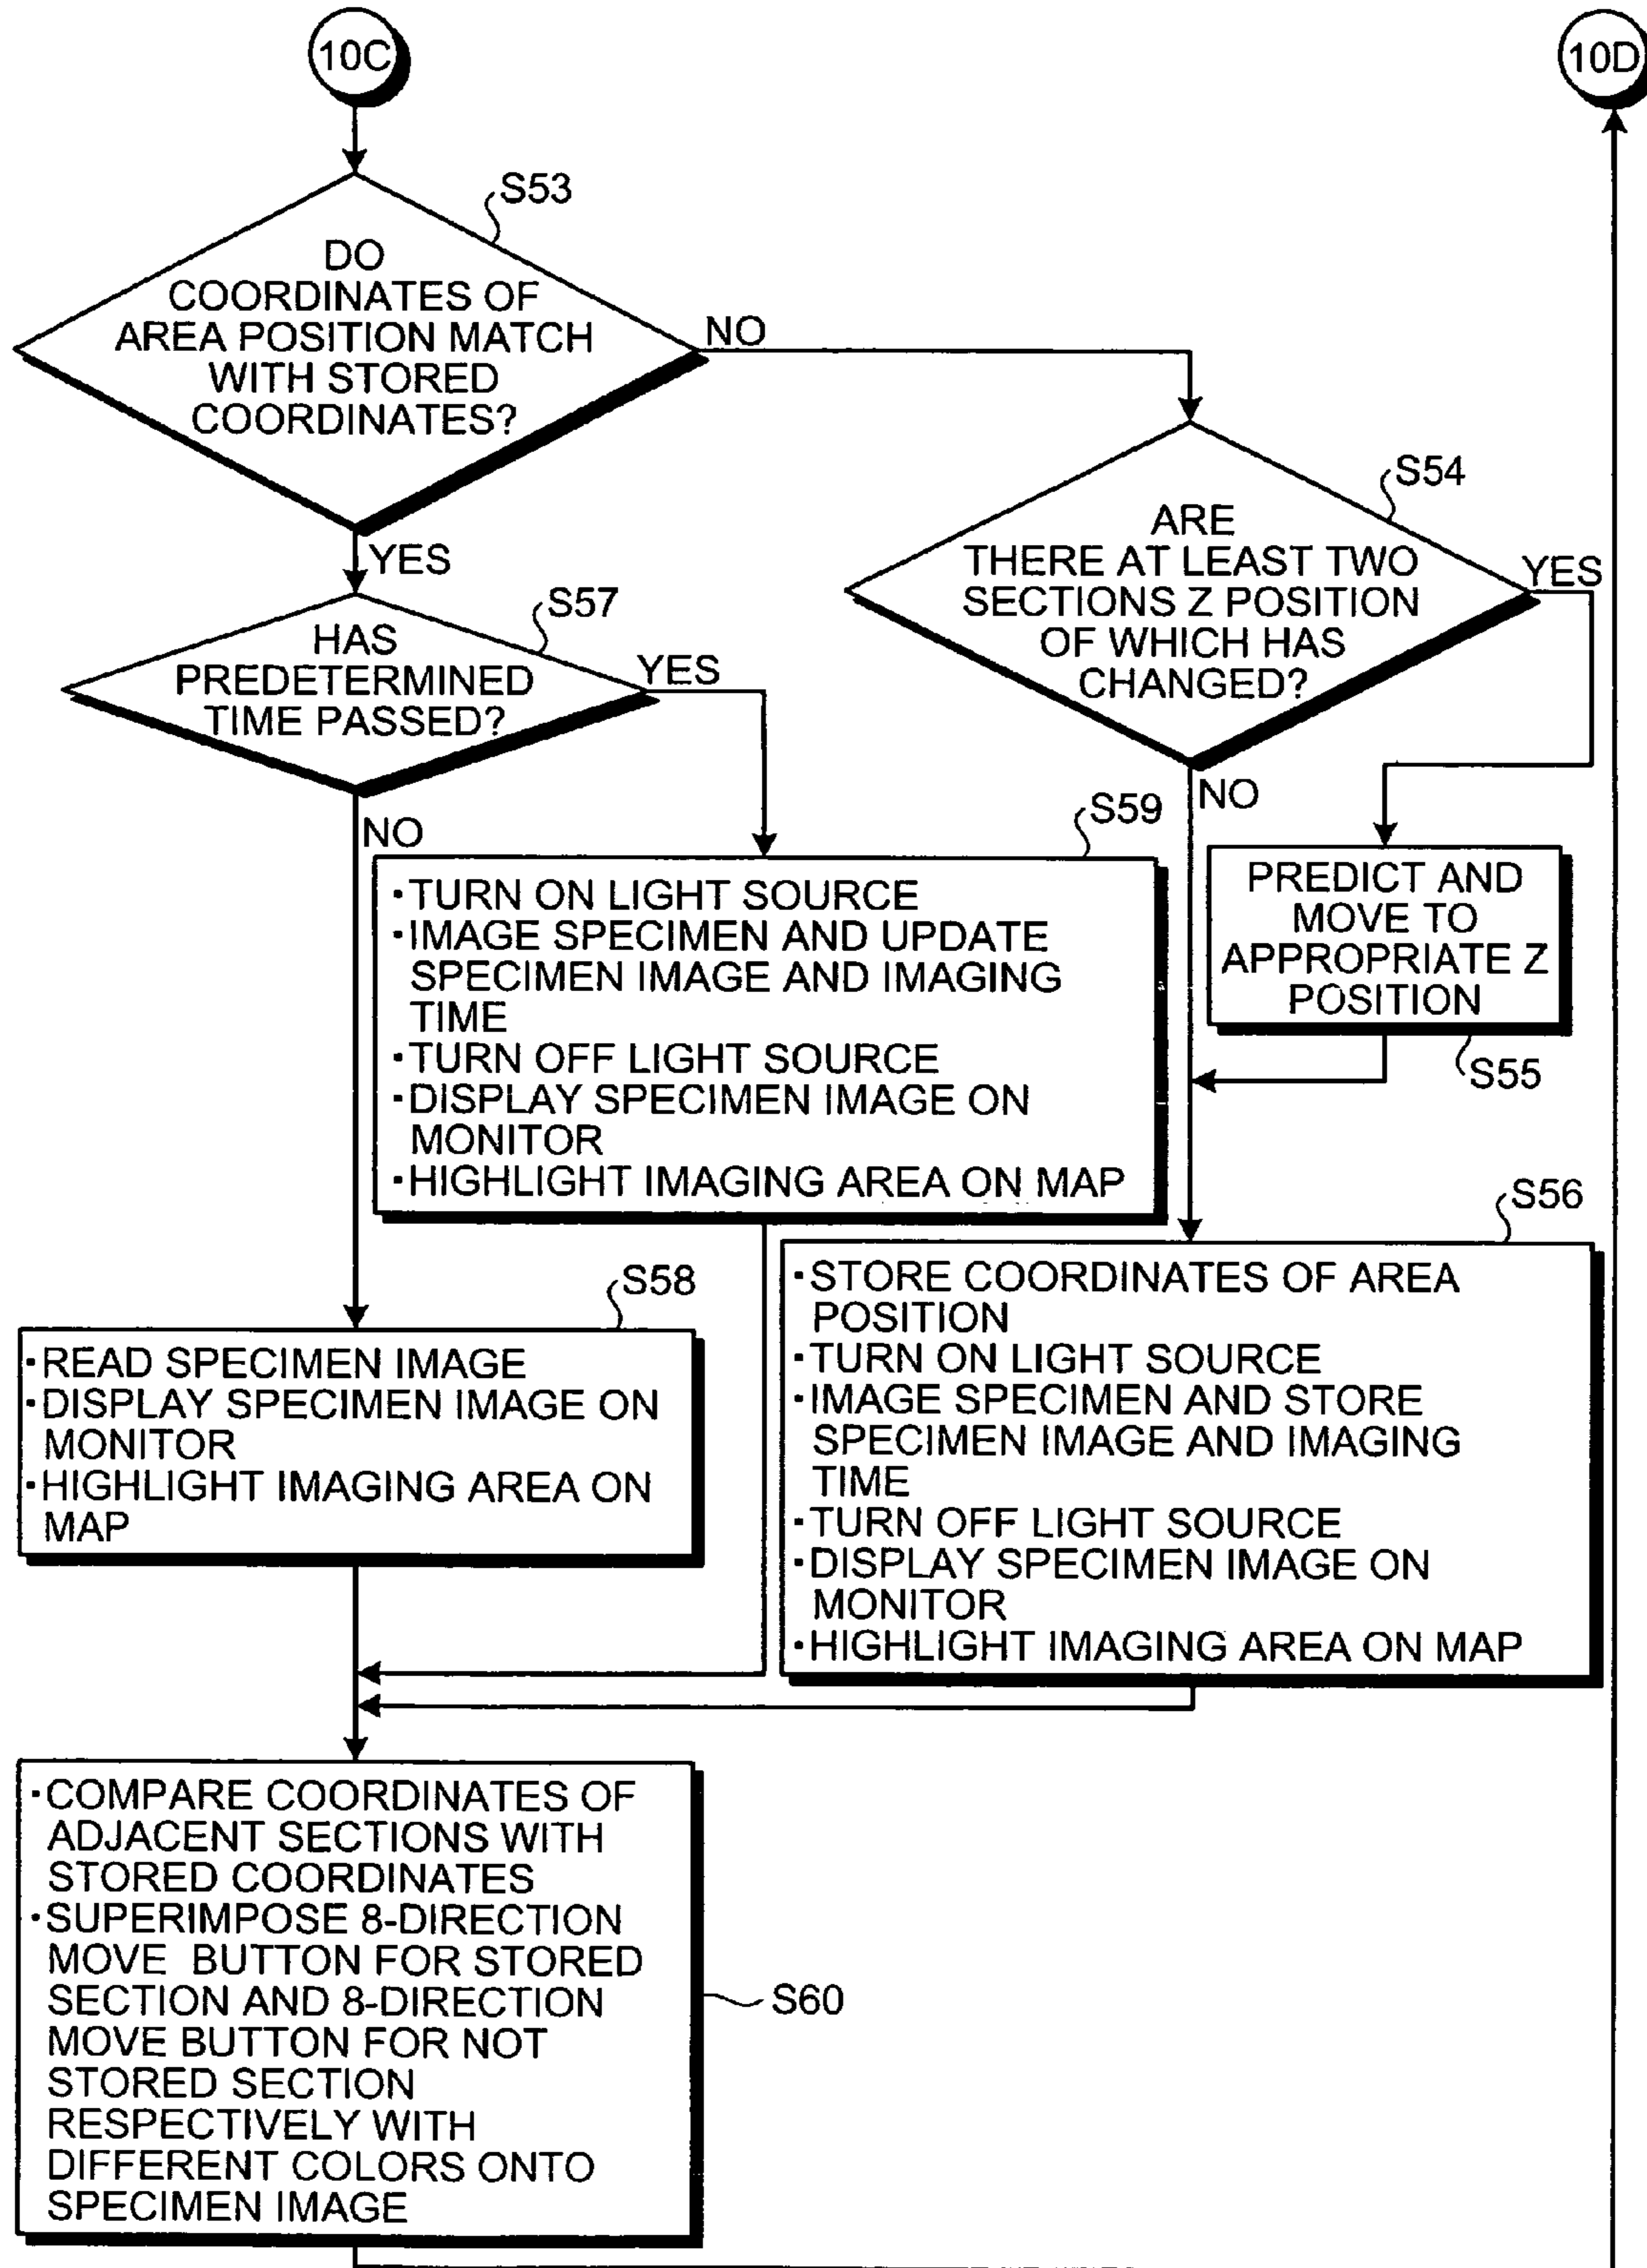 10C
10D
S53
DO
COORDINATES OF
AREA POSITION MATCH
WITH STORED
COORDINATES?
NO
YES
S54
ARE
THERE AT LEAST TWO
SECTIONS Z POSITION
OF WHICH HAS
CHANGED?
YES
NO
S57
HAS
PREDETERMINED
TIME PASSED?
YES
NO
S59
·TURN ON LIGHT SOURCE
·IMAGE SPECIMEN AND UPDATE
SPECIMEN IMAGE AND IMAGING
TIME
·TURN OFF LIGHT SOURCE
·DISPLAY SPECIMEN IMAGE ON
MONITOR
·HIGHLIGHT IMAGING AREA ON MAP
PREDICT AND
MOVE TO
APPROPRIATE Z
POSITION
S55
S56
·STORE COORDINATES OF AREA
POSITION
·TURN ON LIGHT SOURCE
·IMAGE SPECIMEN AND STORE
SPECIMEN IMAGE AND IMAGING
TIME
·TURN OFF LIGHT SOURCE
·DISPLAY SPECIMEN IMAGE ON
MONITOR
·HIGHLIGHT IMAGING AREA ON MAP
S58
·READ SPECIMEN IMAGE
·DISPLAY SPECIMEN IMAGE ON
MONITOR
·HIGHLIGHT IMAGING AREA ON
MAP
·COMPARE COORDINATES OF
ADJACENT SECTIONS WITH
STORED COORDINATES
·SUPERIMPOSE 8-DIRECTION
MOVE BUTTON FOR STORED
SECTION AND 8-DIRECTION
MOVE BUTTON FOR NOT
STORED SECTION
RESPECTIVELY WITH
DIFFERENT COLORS ONTO
SPECIMEN IMAGE
S60